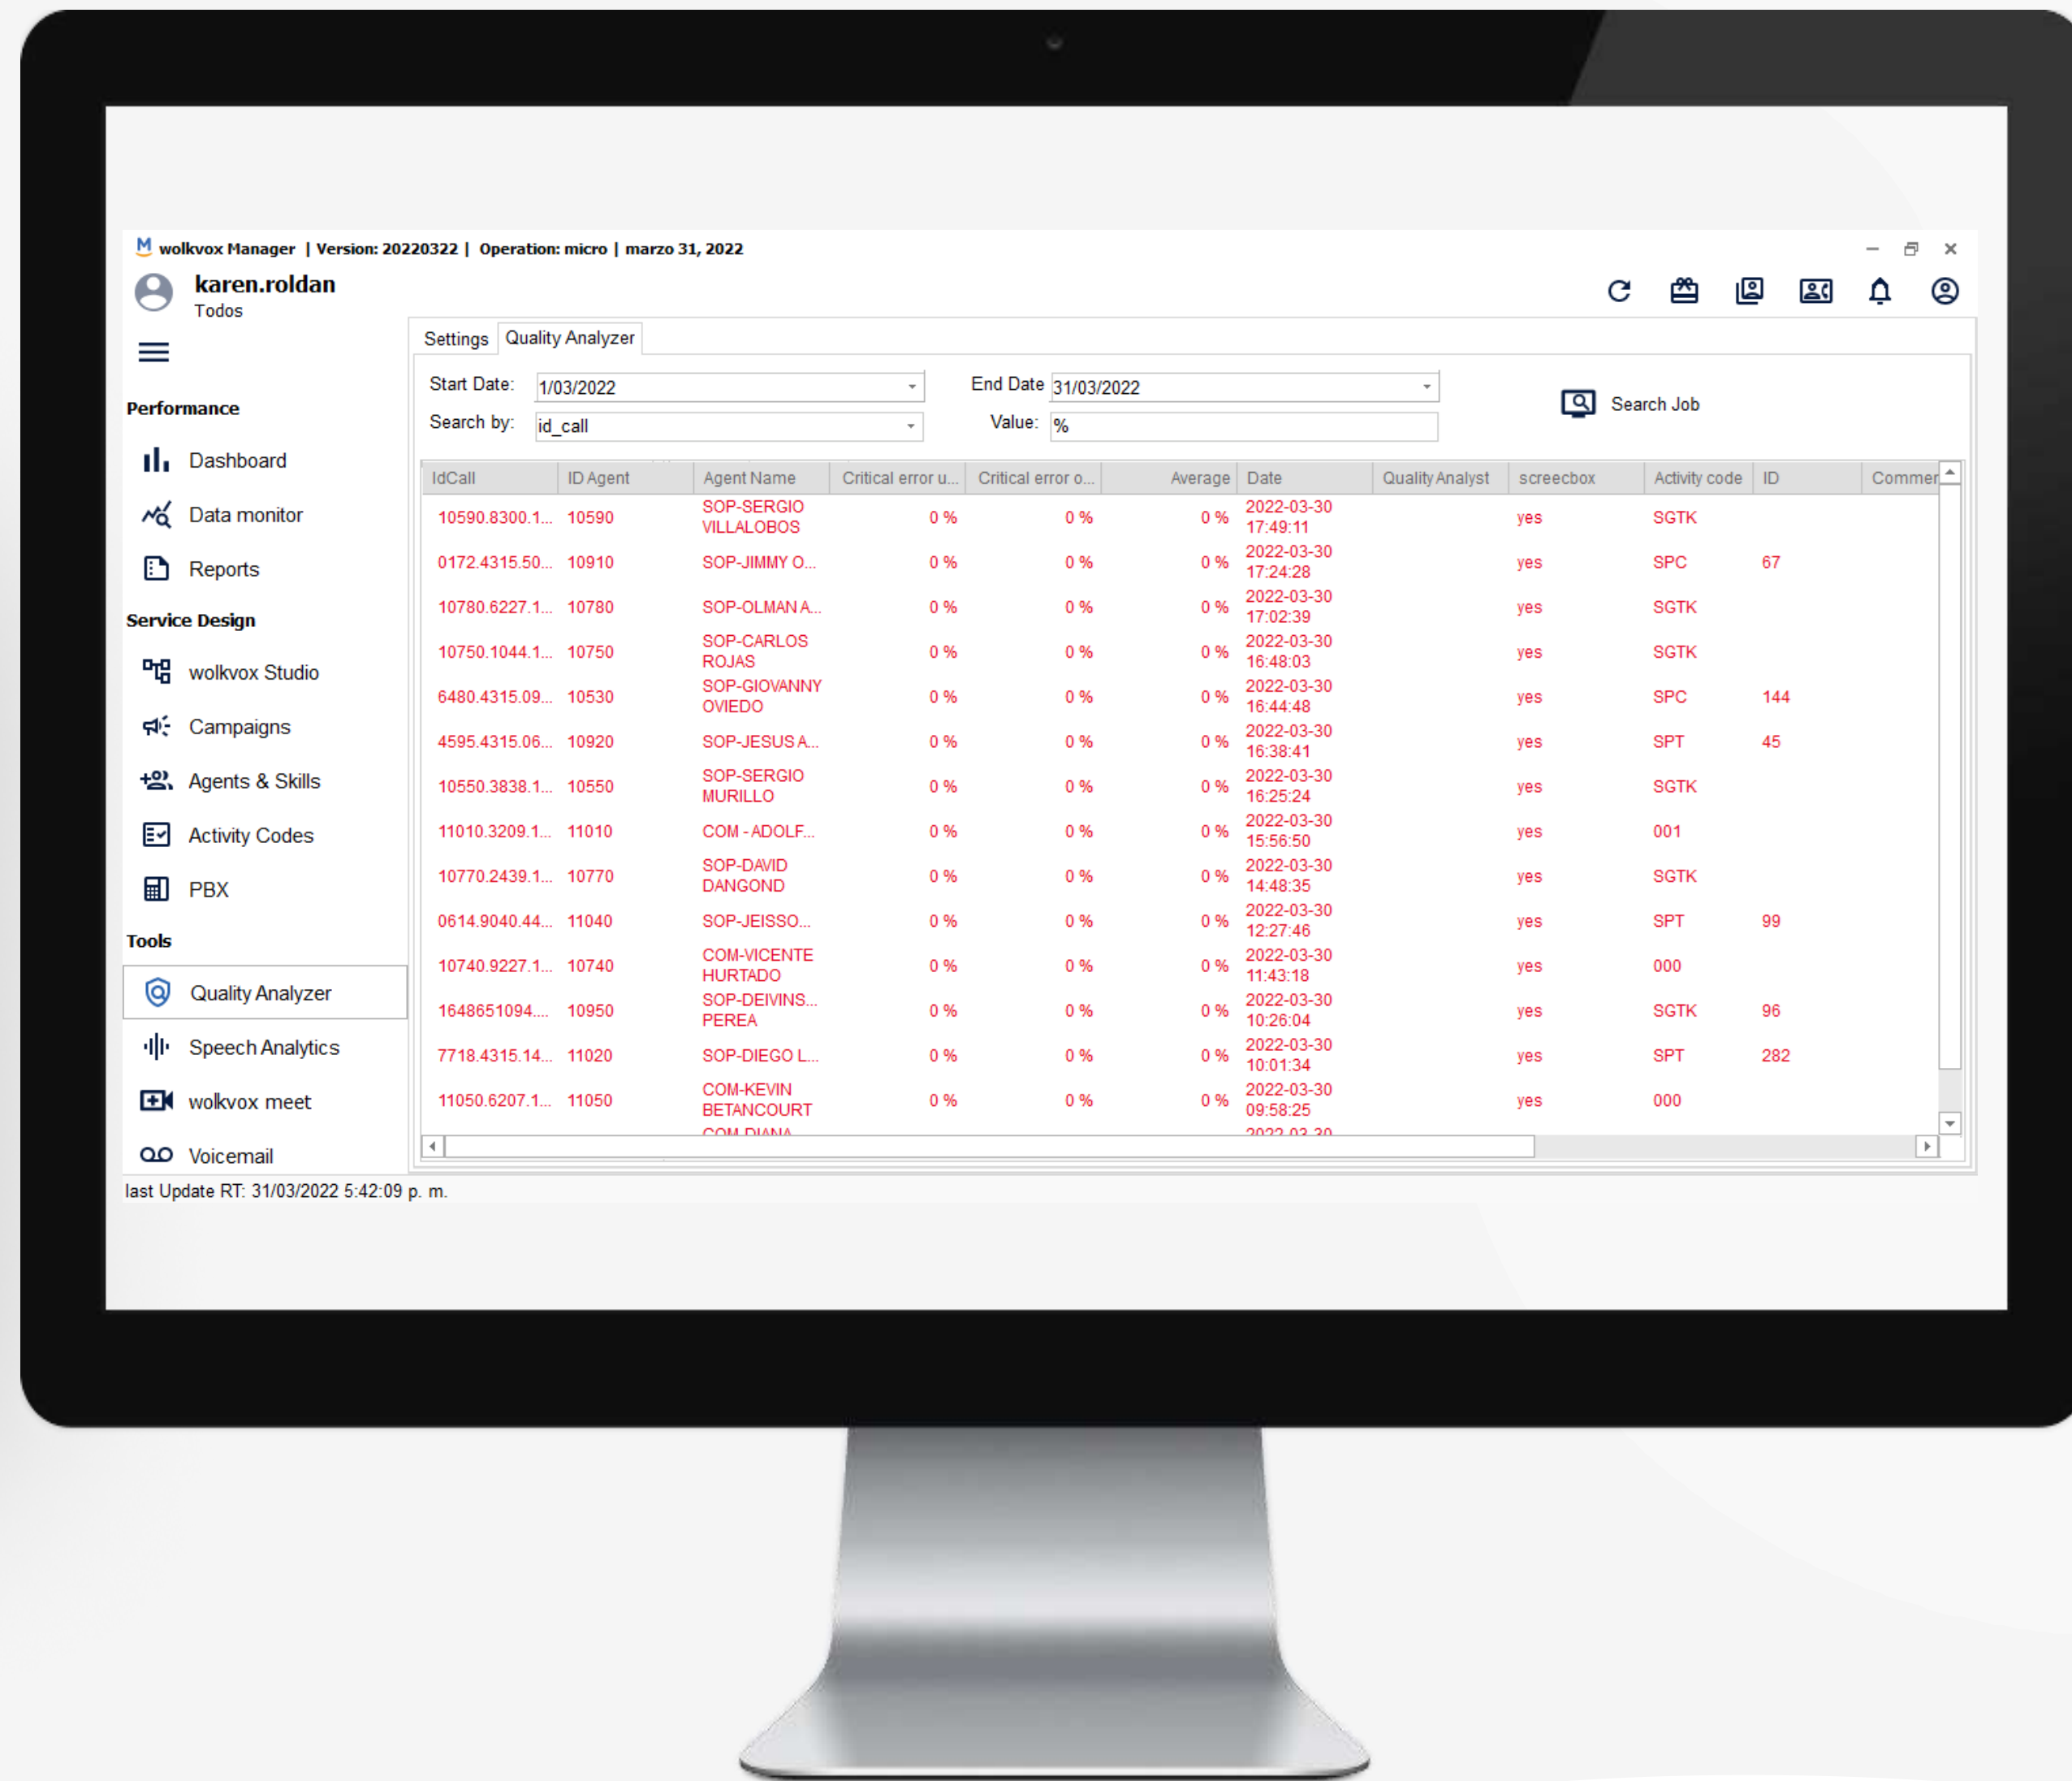 wolkvox Manager | Version: 20220322 | Operation: micro | marzo 31, 2022
karen.roldan
Todos
Performance
Dashboard
Data monitor
Reports
Service Design
wolkvox Studio
Campaigns
Agents & Skills
Activity Codes
PBX
Tools
Quality Analyzer
Speech Analytics
wolkvox meet
Voicemail
Settings Quality Analyzer
Start Date: 1/03/2022 End Date 31/03/2022
Search Job
Search by: id_call Value: %
IdCall ID Agent Agent Name Critical error u... Critical error o... Average Date Quality Analyst screecbox Activity code ID Commer
10590.8300.1... 10590 SOP-SERGIO VILLALOBOS 0 % 0 % 0 % 2022-03-30 17:49:11 yes SGTK
0172.4315.50... 10910 SOP-JIMMY O... 0 % 0 % 0 % 2022-03-30 17:24:28 yes SPC 67
10780.6227.1... 10780 SOP-OLMAN A... 0 % 0 % 0 % 2022-03-30 17:02:39 yes SGTK
10750.1044.1... 10750 SOP-CARLOS ROJAS 0 % 0 % 0 % 2022-03-30 16:48:03 yes SGTK
6480.4315.09... 10530 SOP-GIOVANNY OVIEDO 0 % 0 % 0 % 2022-03-30 16:44:48 yes SPC 144
4595.4315.06... 10920 SOP-JESUS A... 0 % 0 % 0 % 2022-03-30 16:38:41 yes SPT 45
10550.3838.1... 10550 SOP-SERGIO MURILLO 0 % 0 % 0 % 2022-03-30 16:25:24 yes SGTK
11010.3209.1... 11010 COM - ADOLF... 0 % 0 % 0 % 2022-03-30 15:56:50 yes 001
10770.2439.1... 10770 SOP-DAVID DANGOND 0 % 0 % 0 % 2022-03-30 14:48:35 yes SGTK
0614.9040.44... 11040 SOP-JEISSO... 0 % 0 % 0 % 2022-03-30 12:27:46 yes SPT 99
10740.9227.1... 10740 COM-VICENTE HURTADO 0 % 0 % 0 % 2022-03-30 11:43:18 yes 000
1648651094.... 10950 SOP-DEIVINS... PEREA 0 % 0 % 0 % 2022-03-30 10:26:04 yes SGTK 96
7718.4315.14... 11020 SOP-DIEGO L... 0 % 0 % 0 % 2022-03-30 10:01:34 yes SPT 282
11050.6207.1... 11050 COM-KEVIN BETANCOURT 0 % 0 % 0 % 2022-03-30 09:58:25 yes 000
COM-DIANA 2022-03-30
last Update RT: 31/03/2022 5:42:09 p. m.